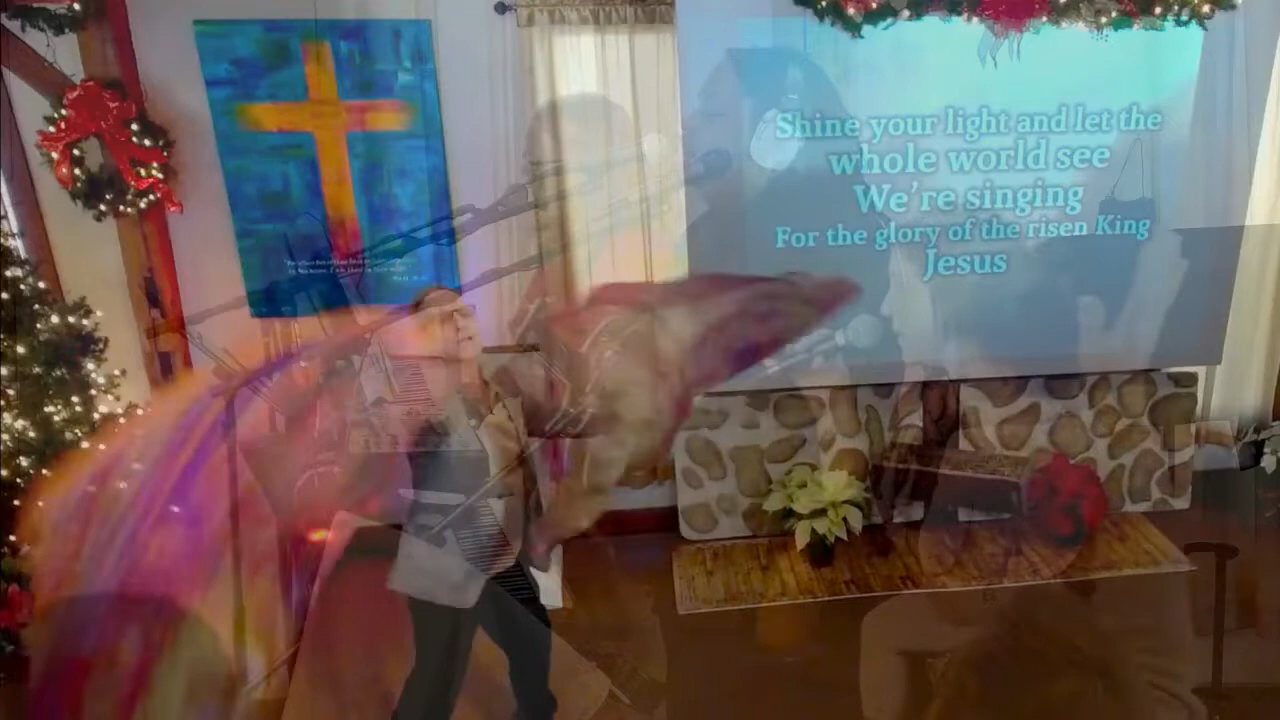 Shine your light and let the
whole world see
We're singing
For the glory of the risen King
Jesus